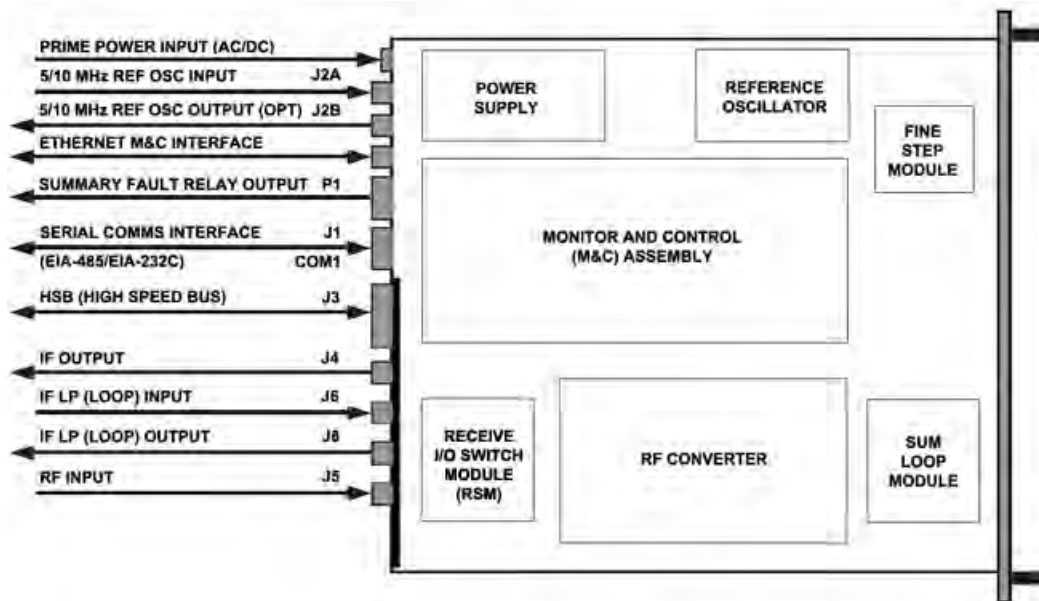 PRIME POWER INPUT (AC/DC)
5/10 MHz REF OSC INPUT J2A
5/10 MHz REF OSC OUTPUT (OPT) J2B
ETHERNET M&C INTERFACE
SUMMARY FAULT RELAY OUTPUT P1
SERIAL COMMS INTERFACE J1
(EIA-485/EIA-232C) COM1
HSB (HIGH SPEED BUS) J3
IF OUTPUT J4
IF LP (LOOP) INPUT J6
IF LP (LOOP) OUTPUT J8
RF INPUT J5
POWER
SUPPLY
REFERENCE
OSCILLATOR
FINE
STEP
MODULE
MONITOR AND CONTROL
(M&C) ASSEMBLY
RECEIVE
I/O SWITCH
MODULE
(RSM)
RF CONVERTER
SUM
LOOP
MODULE